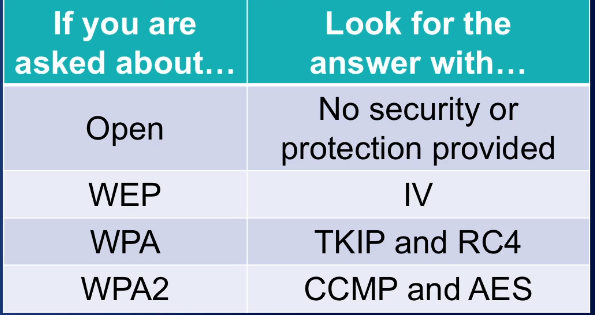 If you are
asked about…
Look for the
answer with…
Open
No security or
protection provided
WEP
IV
WPA
TKIP and RC4
WPA2
CCMP and AES